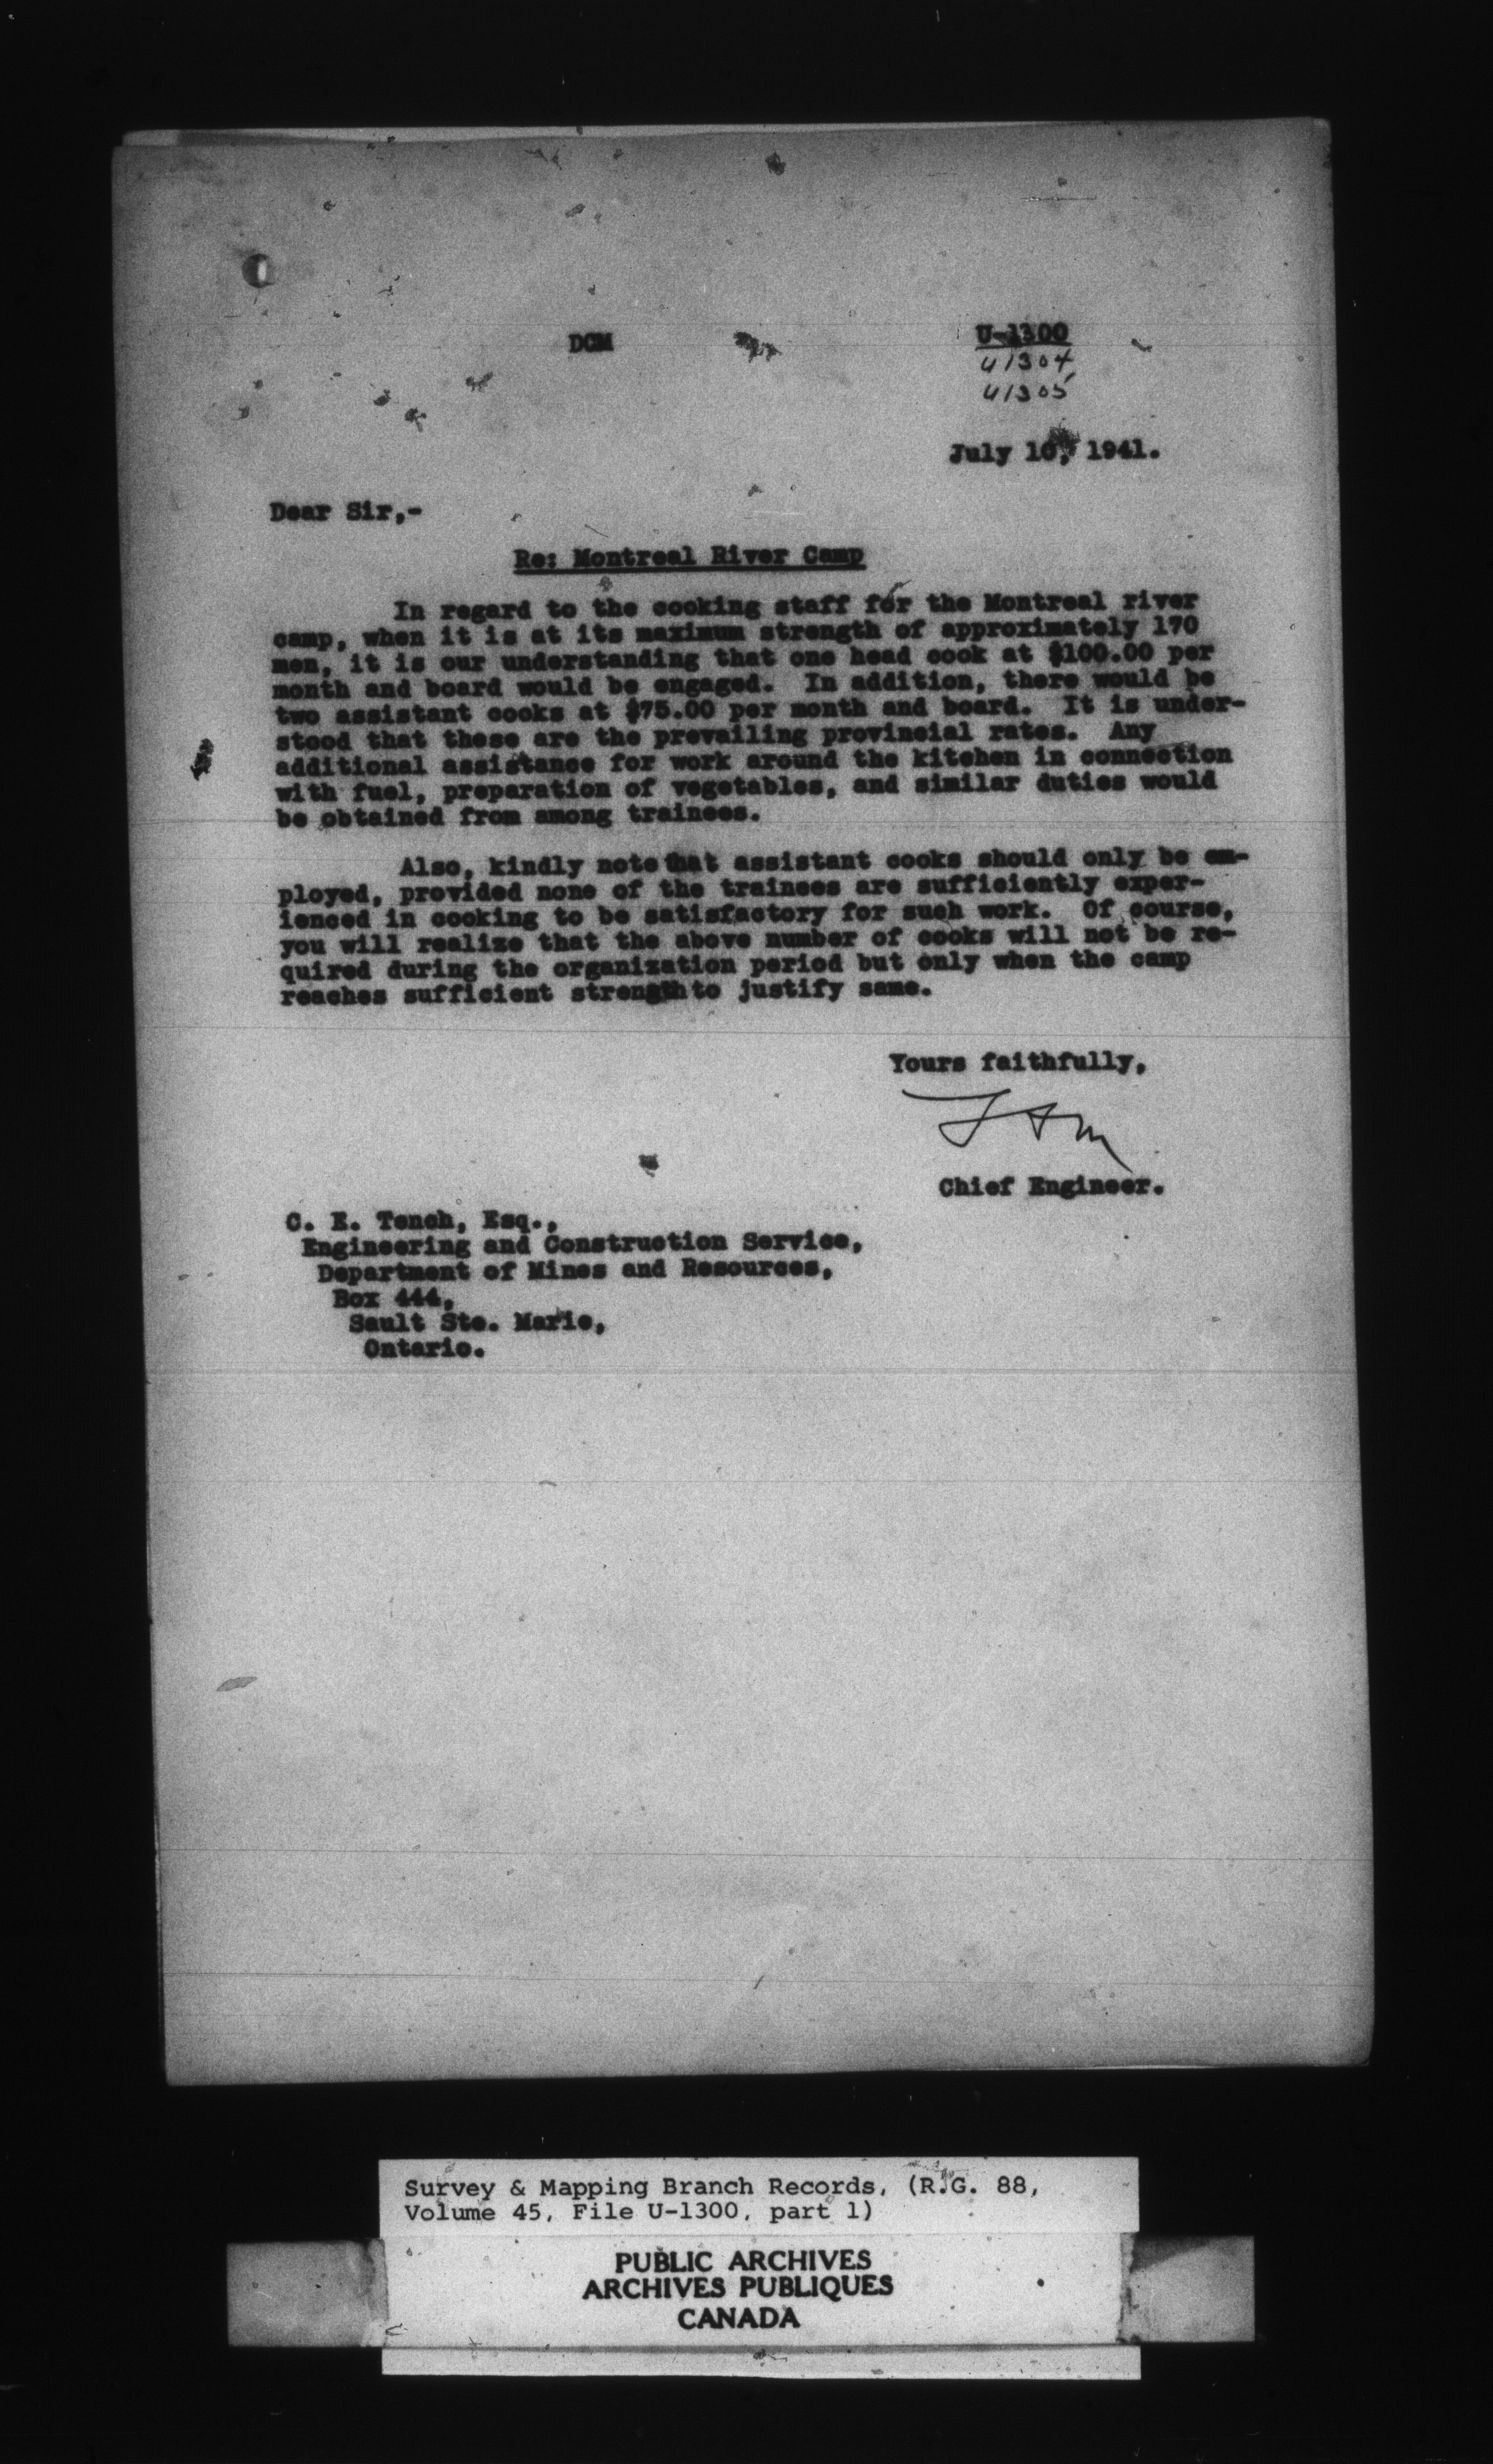 DCM
U-1300
U1304
U1305
July 10, 1941.
Dear Sir,-
Re: Montreal River Camp
In regard to the cooking staff for the Montreal river
camp, when it is at its maximum strength of approximately 170
men, it is our understanding that one head cook at $100.00 per
month and board would be engaged. In addition, there would be
two assistant cooks at $75.00 per month and board. It is under-
stood that these are the prevailing provincial rates. Any
additional assistance for work around the kitchen in connection
with fuel, preparation of vegetables, and similar duties would
be obtained from among trainees.
Also, kindly note that assistant cooks should only be em-
ployed, provided none of the trainees are sufficiently exper-
ienced in cooking to be satisfactory for such work. Of course,
you will realize that the above number of cooks will not be re-
quired during the organization period but only when the camp
reaches sufficient strength to justify same.
Yours faithfully,
Chief Engineer.
C. E. Tench, Esq.,
Engineering and Construction Service,
Department of Mines and Resources,
Box 444,
Sault Ste. Marie,
Ontario.
Survey & Mapping Branch Records, (R.G. 88,
Volume 45, File U-1300, part 1)
PUBLIC ARCHIVES
ARCHIVES PUBLIQUES
CANADA